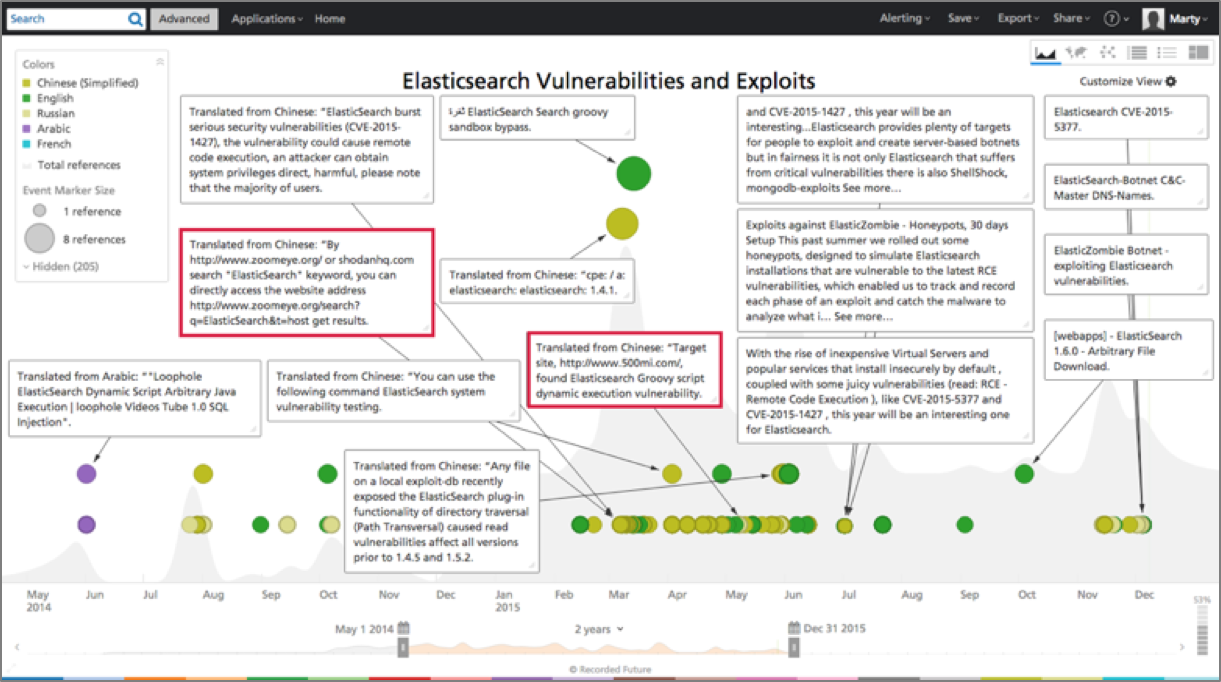 Search
Advanced
Applications
Home
Alerting
Save
Export
Share
?
Marty
Colors
Chinese (Simplified)
English
Russian
Arabic
French
Total references
Event Marker Size
1 reference
8 references
Hidden (205)
Elasticsearch Vulnerabilities and Exploits
Customize View
Translated from Chinese: "ElasticSearch burst
serious security vulnerabilities (CVE-2015-
1427), the vulnerability could cause remote
code execution, an attacker can obtain
system privileges direct, harmful, please note
that the majority of users.
ثغرة ElasticSearch Search groovy
sandbox bypass.
and CVE-2015-1427 , this year will be an
interesting...Elasticsearch provides plenty of targets
for people to exploit and create server-based botnets
but in fairness it is not only Elasticsearch that suffers
from critical vulnerabilities there is also ShellShock,
mongodb-exploits See more...
Elasticsearch CVE-2015-
5377.
ElasticSearch-Botnet C&C-
Master DNS-Names.
Translated from Chinese: "By
http://www.zoomeye.org/ or shodanhq.com
search "ElasticSearch" keyword, you can
directly access the website address
http://www.zoomeye.org/search?
q=ElasticSearch&t=host get results.
Translated from Chinese: "cpe: / a:
elasticsearch: elasticsearch: 1.4.1.
Exploits against ElasticZombie - Honeypots, 30 days
Setup This past summer we rolled out some
honeypots, designed to simulate Elasticsearch
installations that are vulnerable to the latest RCE
vulnerabilities, which enabled us to track and record
each phase of an exploit and catch the malware to
analyze what i... See more...
ElasticZombie Botnet -
exploiting Elasticsearch
vulnerabilities.
Translated from Chinese: "Target
site, http://www.500mi.com/,
found Elasticsearch Groovy script
dynamic execution vulnerability.
With the rise of inexpensive Virtual Servers and
popular services that install insecurely by default ,
coupled with some juicy vulnerabilities (read: RCE -
Remote Code Execution ), like CVE-2015-5377 and
CVE-2015-1427 , this year will be an interesting one
for Elasticsearch.
[webapps] - ElasticSearch
1.6.0 - Arbitrary File
Download.
Translated from Arabic: ""Loophole
ElasticSearch Dynamic Script Arbitrary Java
Execution | loophole Videos Tube 1.0 SQL
Injection".
Translated from Chinese: "You can use the
following command ElasticSearch system
vulnerability testing.
Translated from Chinese: "Any file
on a local exploit-db recently
exposed the ElasticSearch plug-in
functionality of directory traversal
(Path Transversal) caused read
vulnerabilities affect all versions
prior to 1.4.5 and 1.5.2.
May
2014
Jun
Jul
Aug
Sep
Oct
Nov
Dec
Jan
2015
Feb
Mar
Apr
May
Jun
Jul
Aug
Sep
Oct
Nov
Dec
53%
May 1 2014
2 years
Dec 31 2015
© Recorded Future